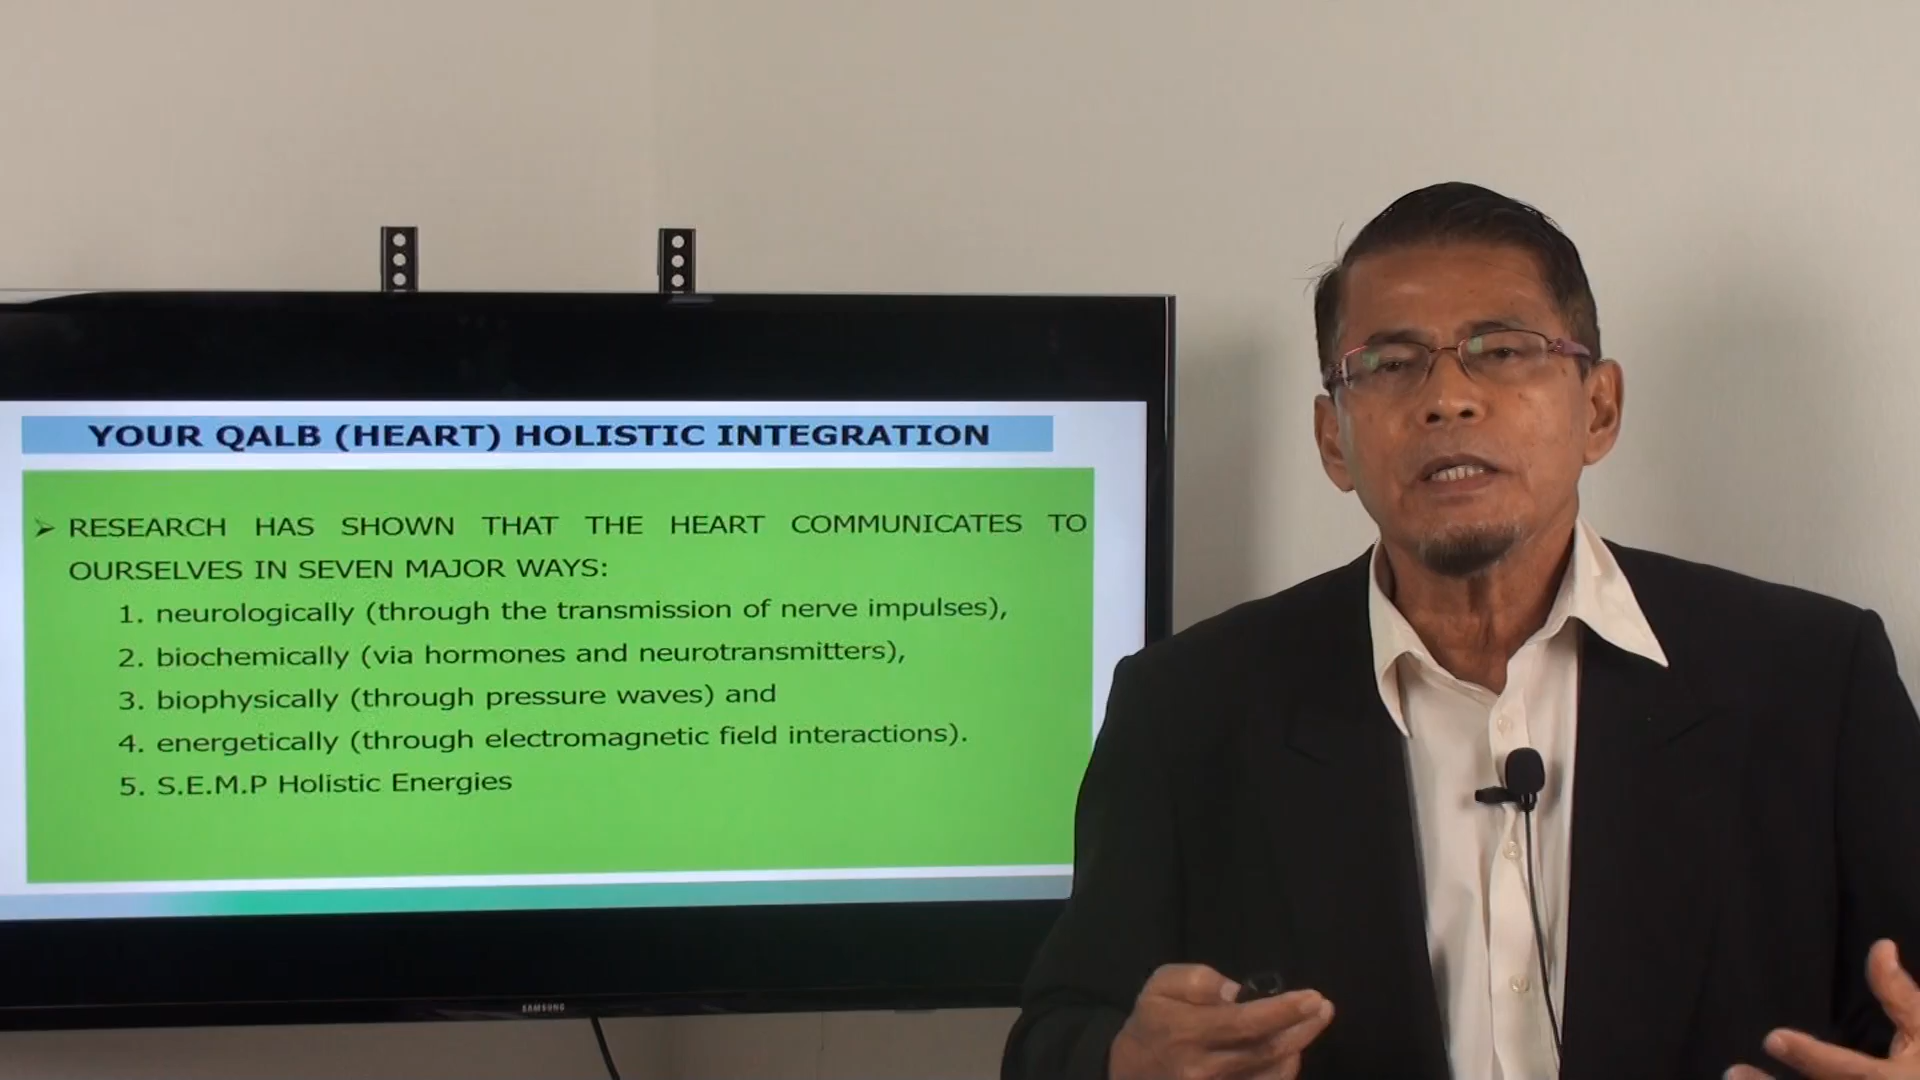 YOUR QALB (HEART) HOLISTIC INTEGRATION
➢ RESEARCH HAS SHOWN THAT THE HEART COMMUNICATES TO
OURSELVES IN SEVEN MAJOR WAYS:
1. neurologically (through the transmission of nerve impulses),
2. biochemically (via hormones and neurotransmitters),
3. biophysically (through pressure waves) and
4. energetically (through electromagnetic field interactions).
5. S.E.M.P Holistic Energies
SAMSUNG